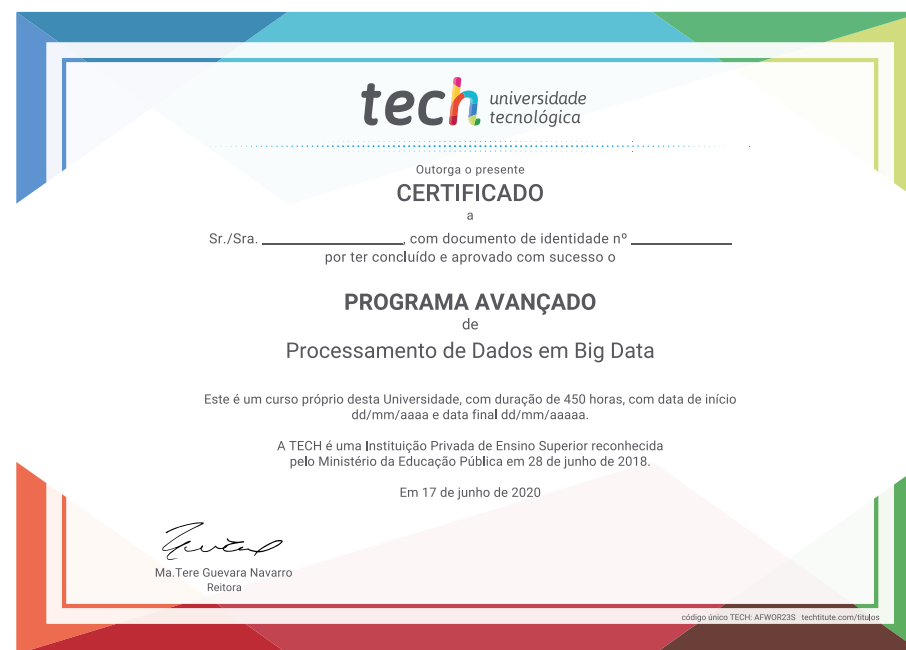 tech universidade
tecnológica
Outorga o presente
CERTIFICADO
a
Sr./Sra. ________________, com documento de identidade nº ____________
por ter concluído e aprovado com sucesso o
PROGRAMA AVANÇADO
de
Processamento de Dados em Big Data
Este é um curso próprio desta Universidade, com duração de 450 horas, com data de início
dd/mm/aaaa e data final dd/mm/aaaaa.
A TECH é uma Instituição Privada de Ensino Superior reconhecida
pelo Ministério da Educação Pública em 28 de junho de 2018.
Em 17 de junho de 2020
Ma.Tere Guevara Navarro
Reitora
código único TECH: AFWOR23S techtitute.com/titulos